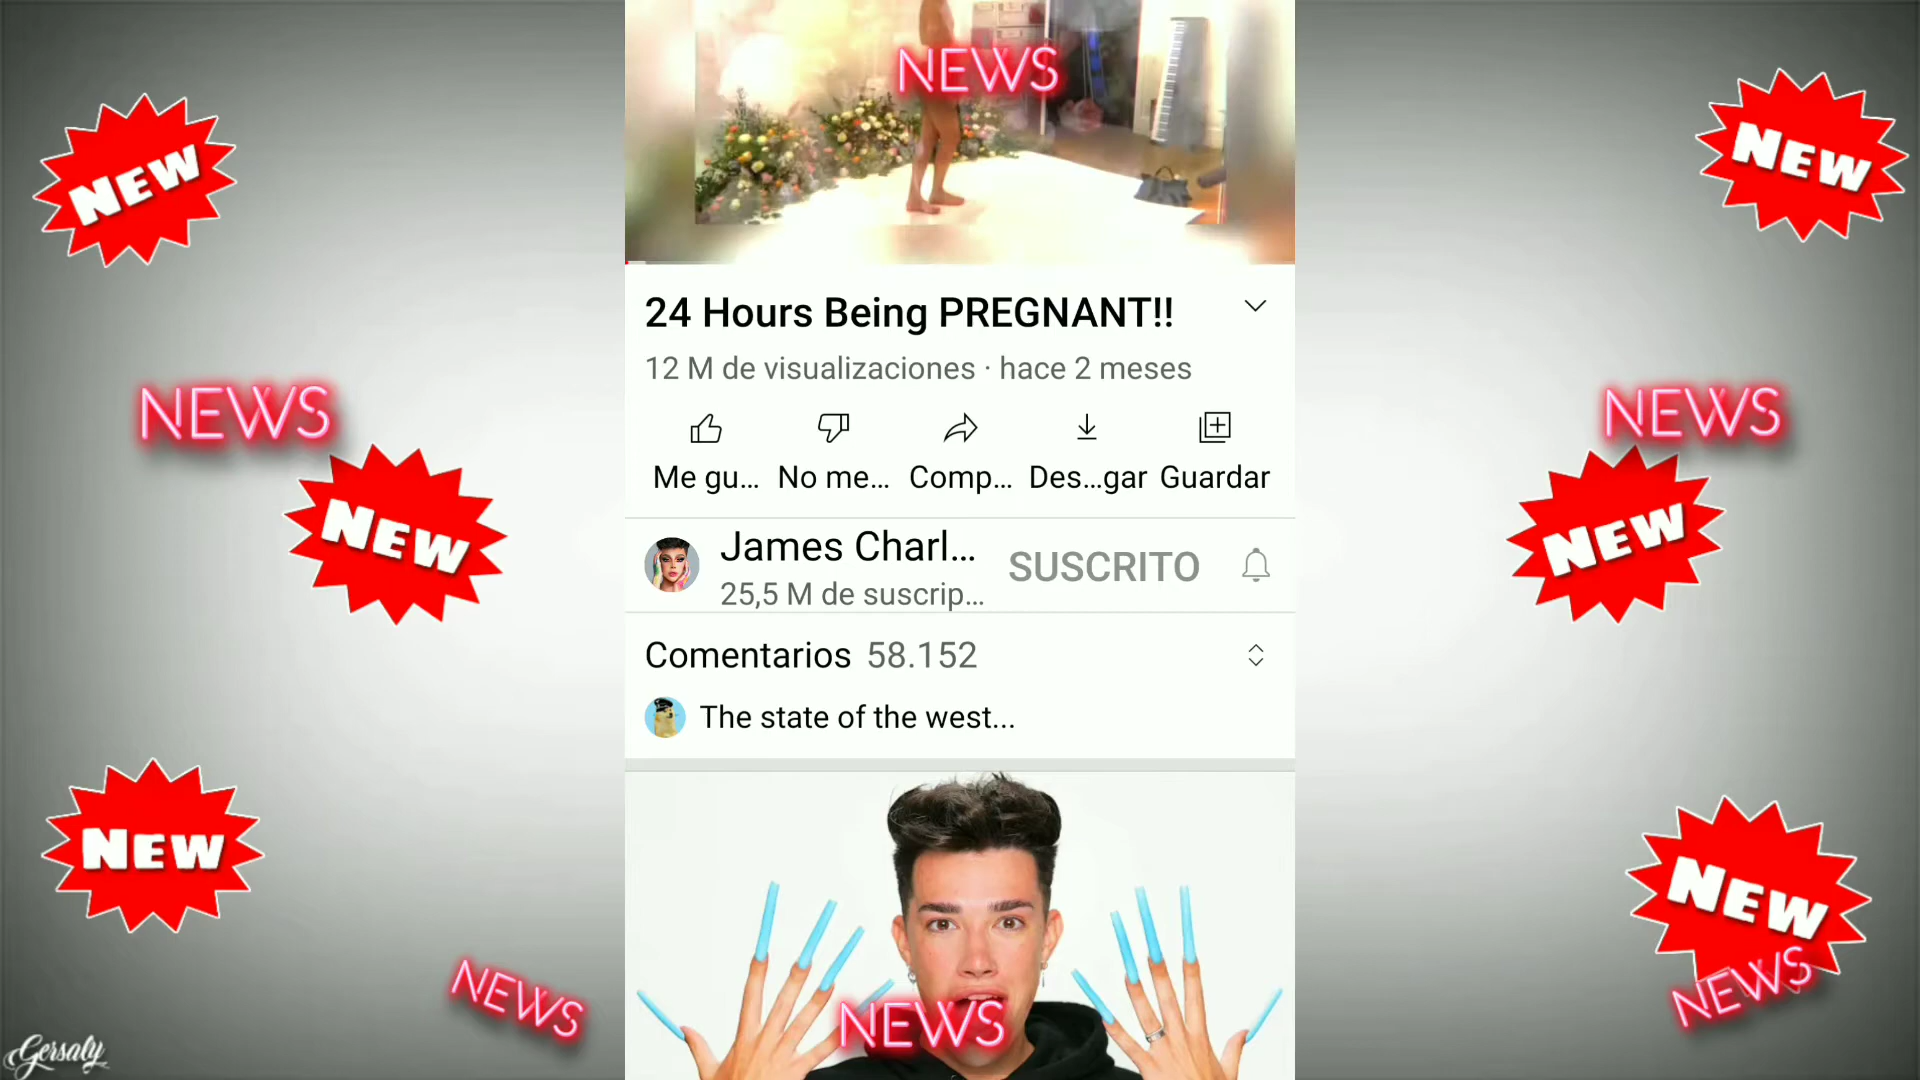 NEWS
NEW
NEW
24 Hours Being PREGNANT!!
12 M de visualizaciones · hace 2 meses
NEWS
NEWS
Me gu... No me... Comp... Des...gar Guardar
NEW
NEW
James Charl... SUSCRITO
25,5 M de suscrip...
Comentarios 58.152
The state of the west...
NEW
NEW
NEWS
NEWS
NEWS
Gersaly